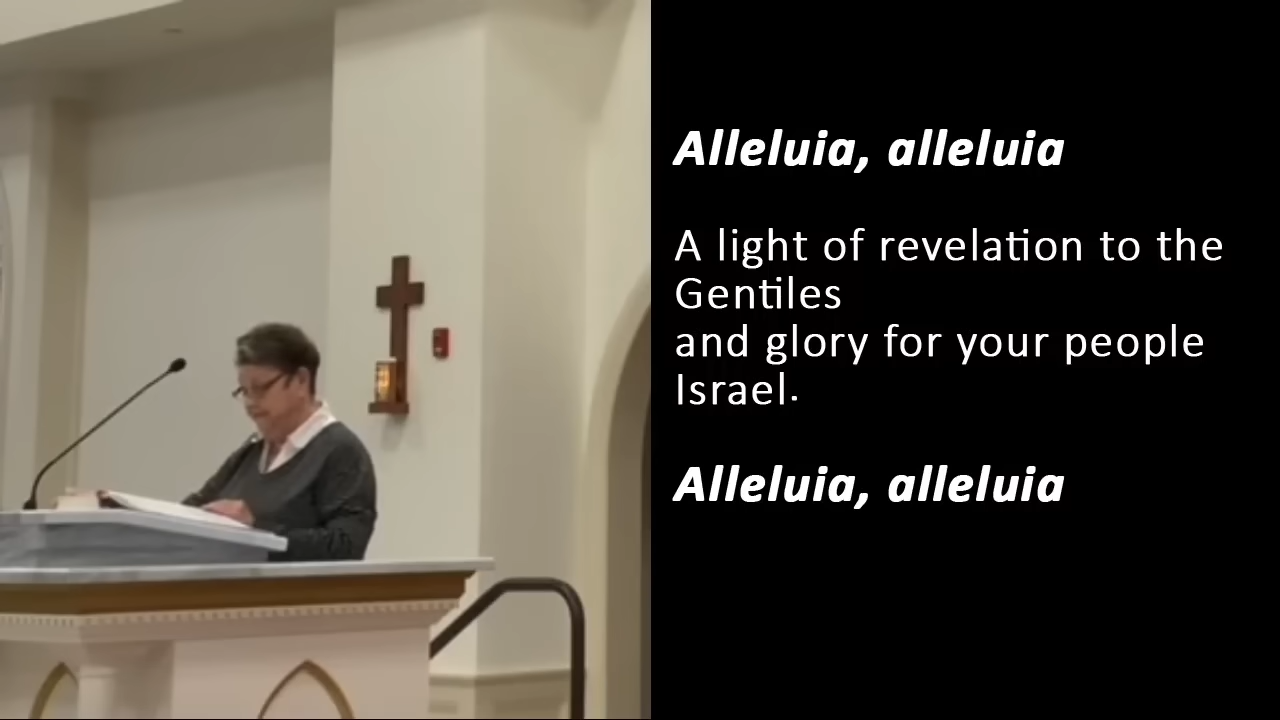 Alleluia, alleluia
A light of revelation to the
Gentiles
and glory for your people
Israel.
Alleluia, alleluia